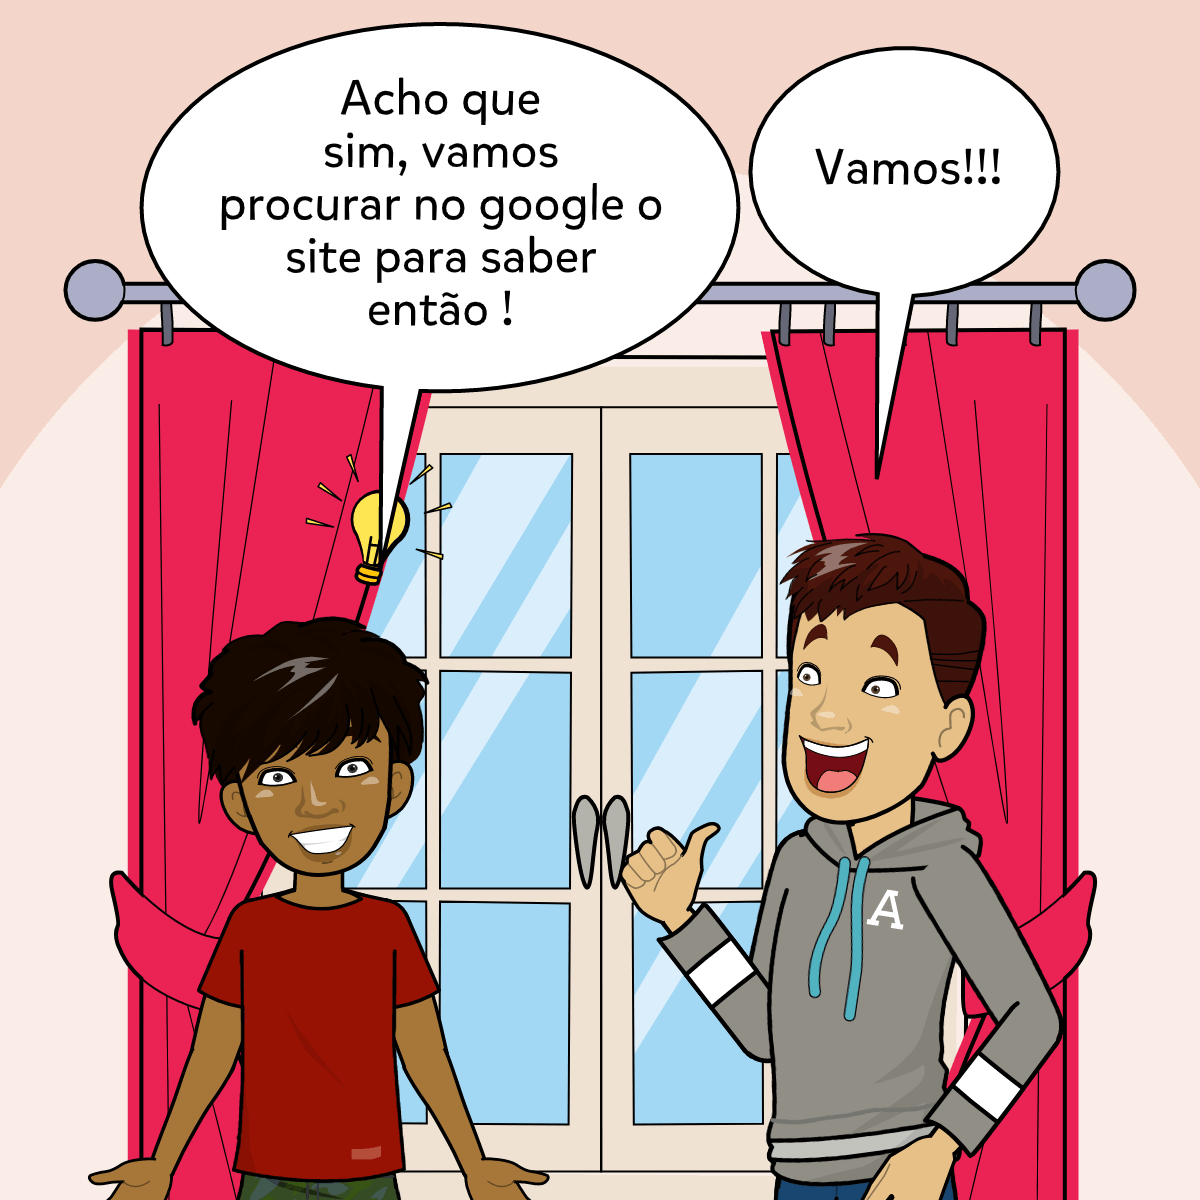 Acho que
sim, vamos
procurar no google o
site para saber
então !
Vamos!!!
A